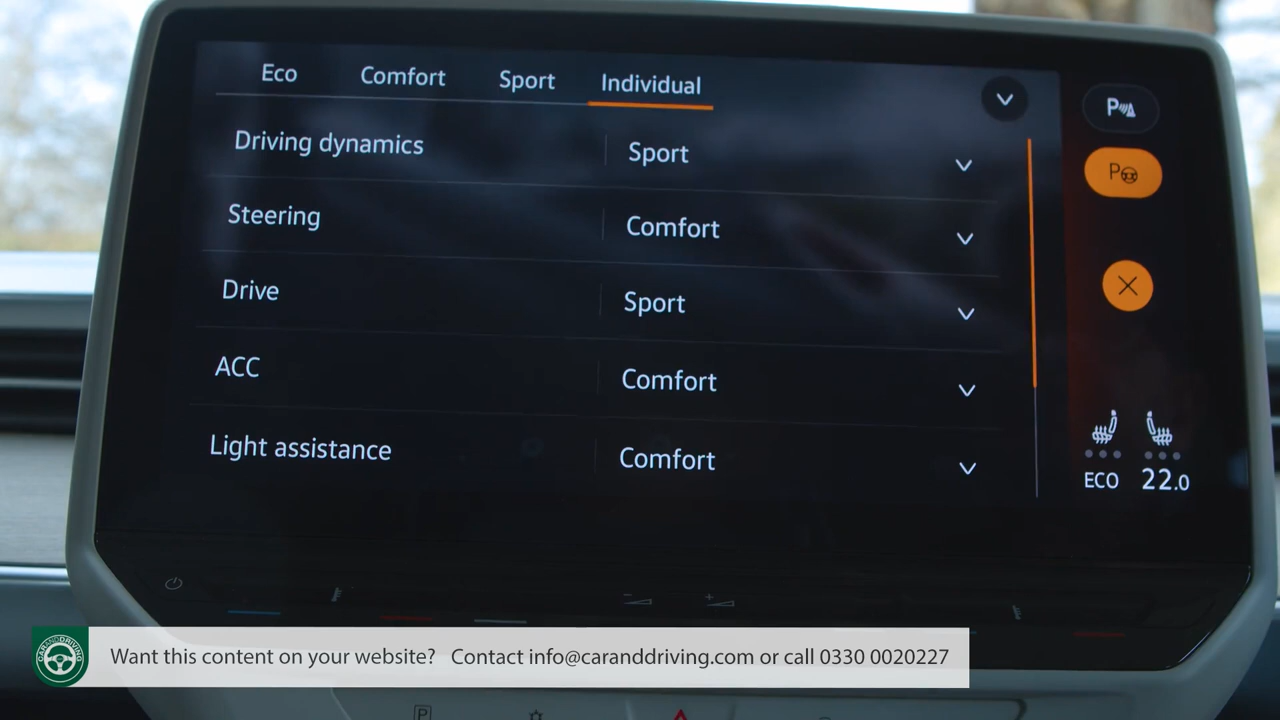 Eco Comfort Sport Individual
Driving dynamics Sport
Steering Comfort
Drive Sport
ACC Comfort
Light assistance Comfort
P
P
ECO 22.0
CARANDDRIVING
Want this content on your website? Contact info@caranddriving.com or call 0330 0020227
P